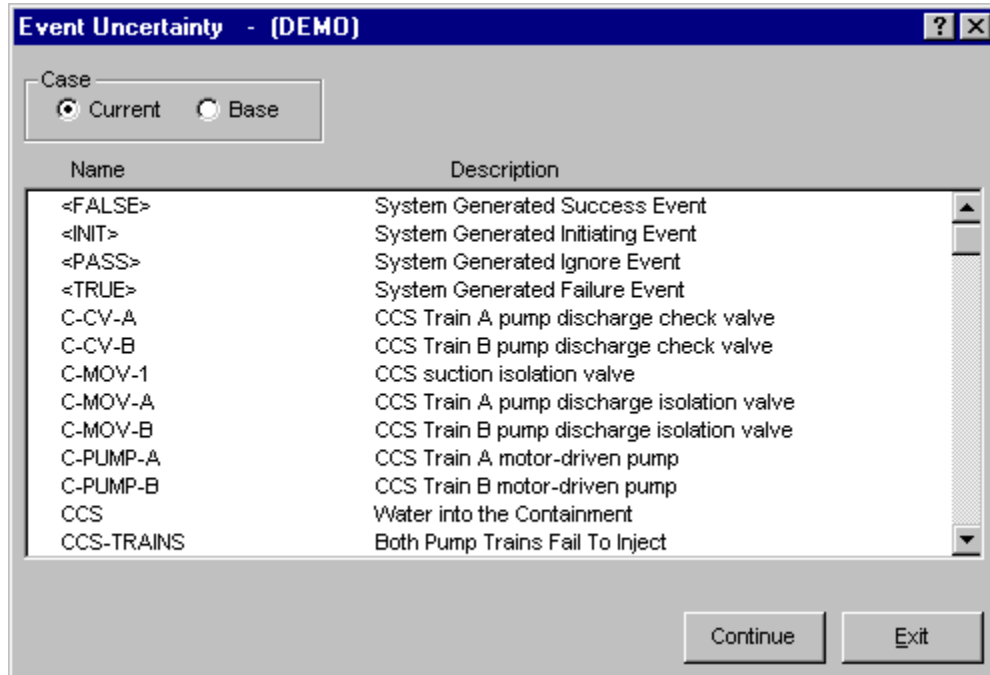 Event Uncertainty - (DEMO)
Case
Current Base
Name Description
<FALSE> System Generated Success Event
<INIT> System Generated Initiating Event
<PASS> System Generated Ignore Event
<TRUE> System Generated Failure Event
C-CV-A CCS Train A pump discharge check valve
C-CV-B CCS Train B pump discharge check valve
C-MOV-1 CCS suction isolation valve
C-MOV-A CCS Train A pump discharge isolation valve
C-MOV-B CCS Train B pump discharge isolation valve
C-PUMP-A CCS Train A motor-driven pump
C-PUMP-B CCS Train B motor-driven pump
CCS Water into the Containment
CCS-TRAINS Both Pump Trains Fail To Inject
Continue Exit